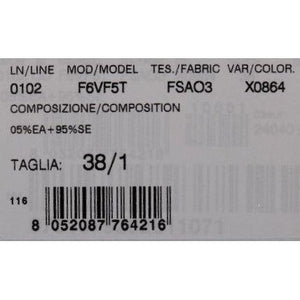 LN/LINE MOD/MODEL TES./FABRIC VAR/COLOR.
0102 F6VF5T FSAO3 X0864
COMPOSIZIONE/COMPOSITION
05%EA+95%SE
TAGLIA: 38/1
116
8 052087 764216